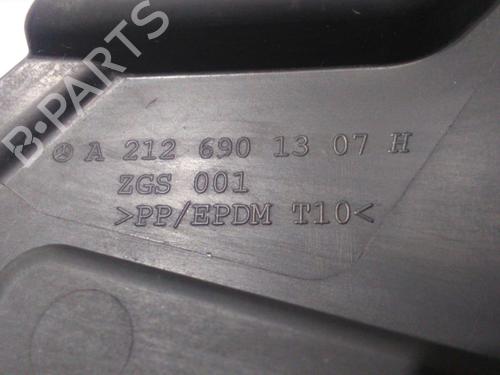 B-PARTS
A 212 690 13 07 H
ZGS 001
>PP/EPDM T10<